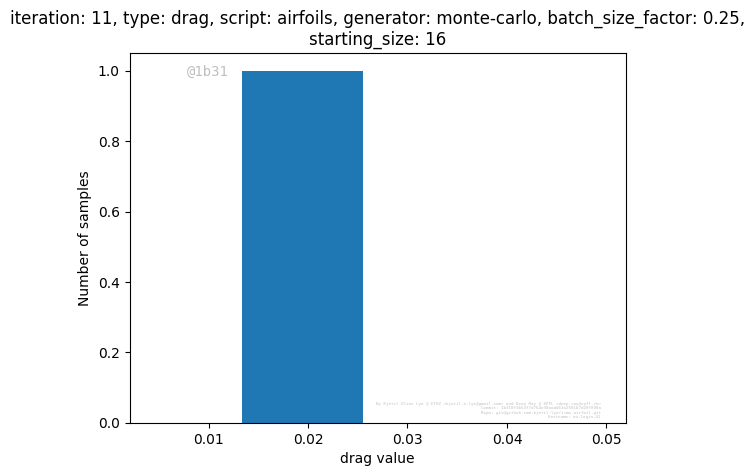 iteration: 11, type: drag, script: airfoils, generator: monte-carlo, batch_size_factor: 0.25,
starting_size: 16
@1b31
1.0
0.8
0.6
0.4
0.2
0.0
Number of samples
0.01
0.02
0.03
0.04
0.05
drag value